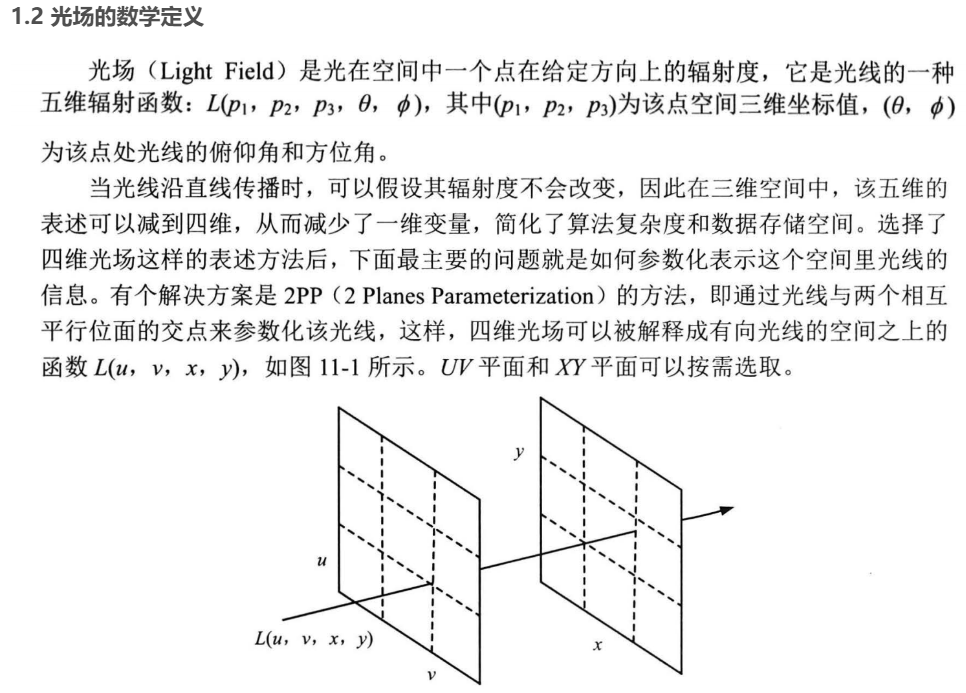 1.2 光场的数学定义
光场（Light Field）是光在空间中一个点在给定方向上的辐射度，它是光线的一种
五维辐射函数：L(p₁，p₂，p₃，θ，ϕ)，其中(p₁，p₂，p₃)为该点空间三维坐标值，(θ，ϕ)
为该点处光线的俯仰角和方位角。
当光线沿直线传播时，可以假设其辐射度不会改变，因此在三维空间中，该五维的
表述可以减到四维，从而减少了一维变量，简化了算法复杂度和数据存储空间。选择了
四维光场这样的表述方法后，下面最主要的问题就是如何参数化表示这个空间里光线的
信息。有个解决方案是 2PP（2 Planes Parameterization）的方法，即通过光线与两个相互
平行位面的交点来参数化该光线，这样，四维光场可以被解释成有向光线的空间之上的
函数 L(u，v，x，y)，如图 11-1 所示。UV 平面和 XY 平面可以按需选取。
y
u
L(u，v，x，y)
x
v